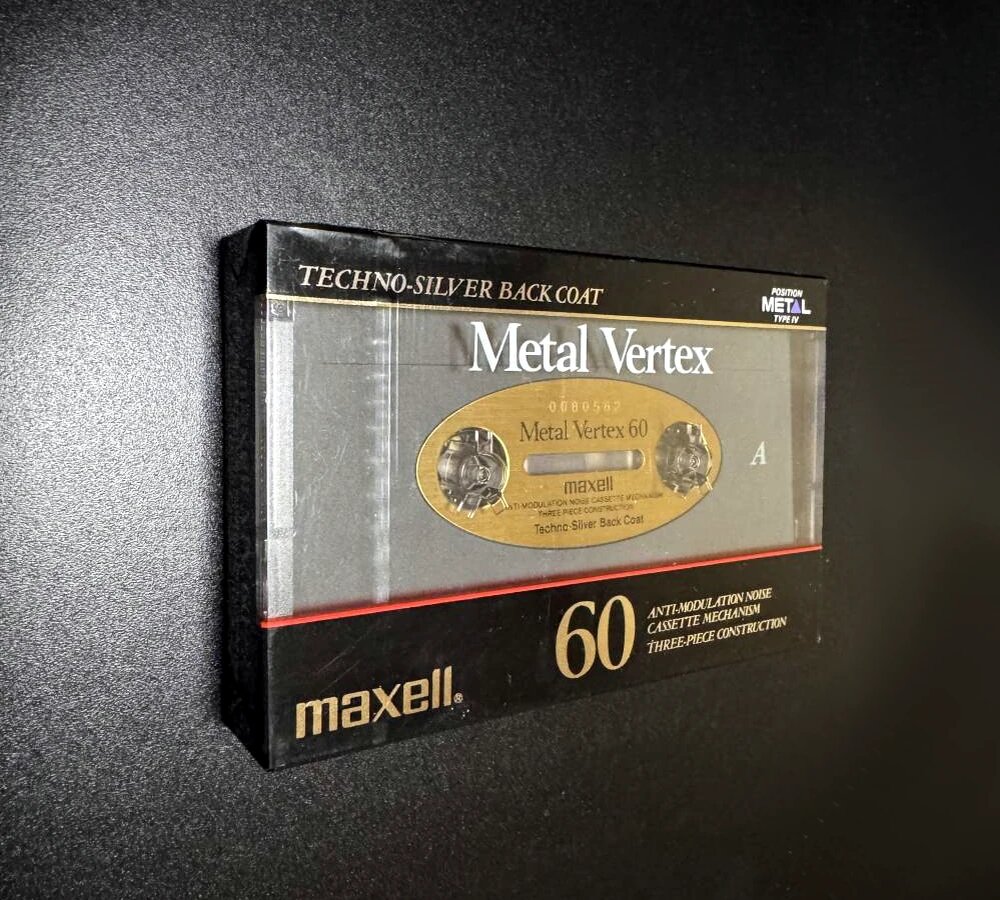 TECHNO-SILVER BACK COAT
POSITION
METAL
TYPE IV
Metal Vertex
0080562
Metal Vertex 60
A
maxell
ANTI-MODULATION NOISE CASSETTE MECHANISM
THREE PIECE CONSTRUCTION
Techno-Silver Back Coat
60
ANTI-MODULATION NOISE
CASSETTE MECHANISM
THREE-PIECE CONSTRUCTION
maxell®